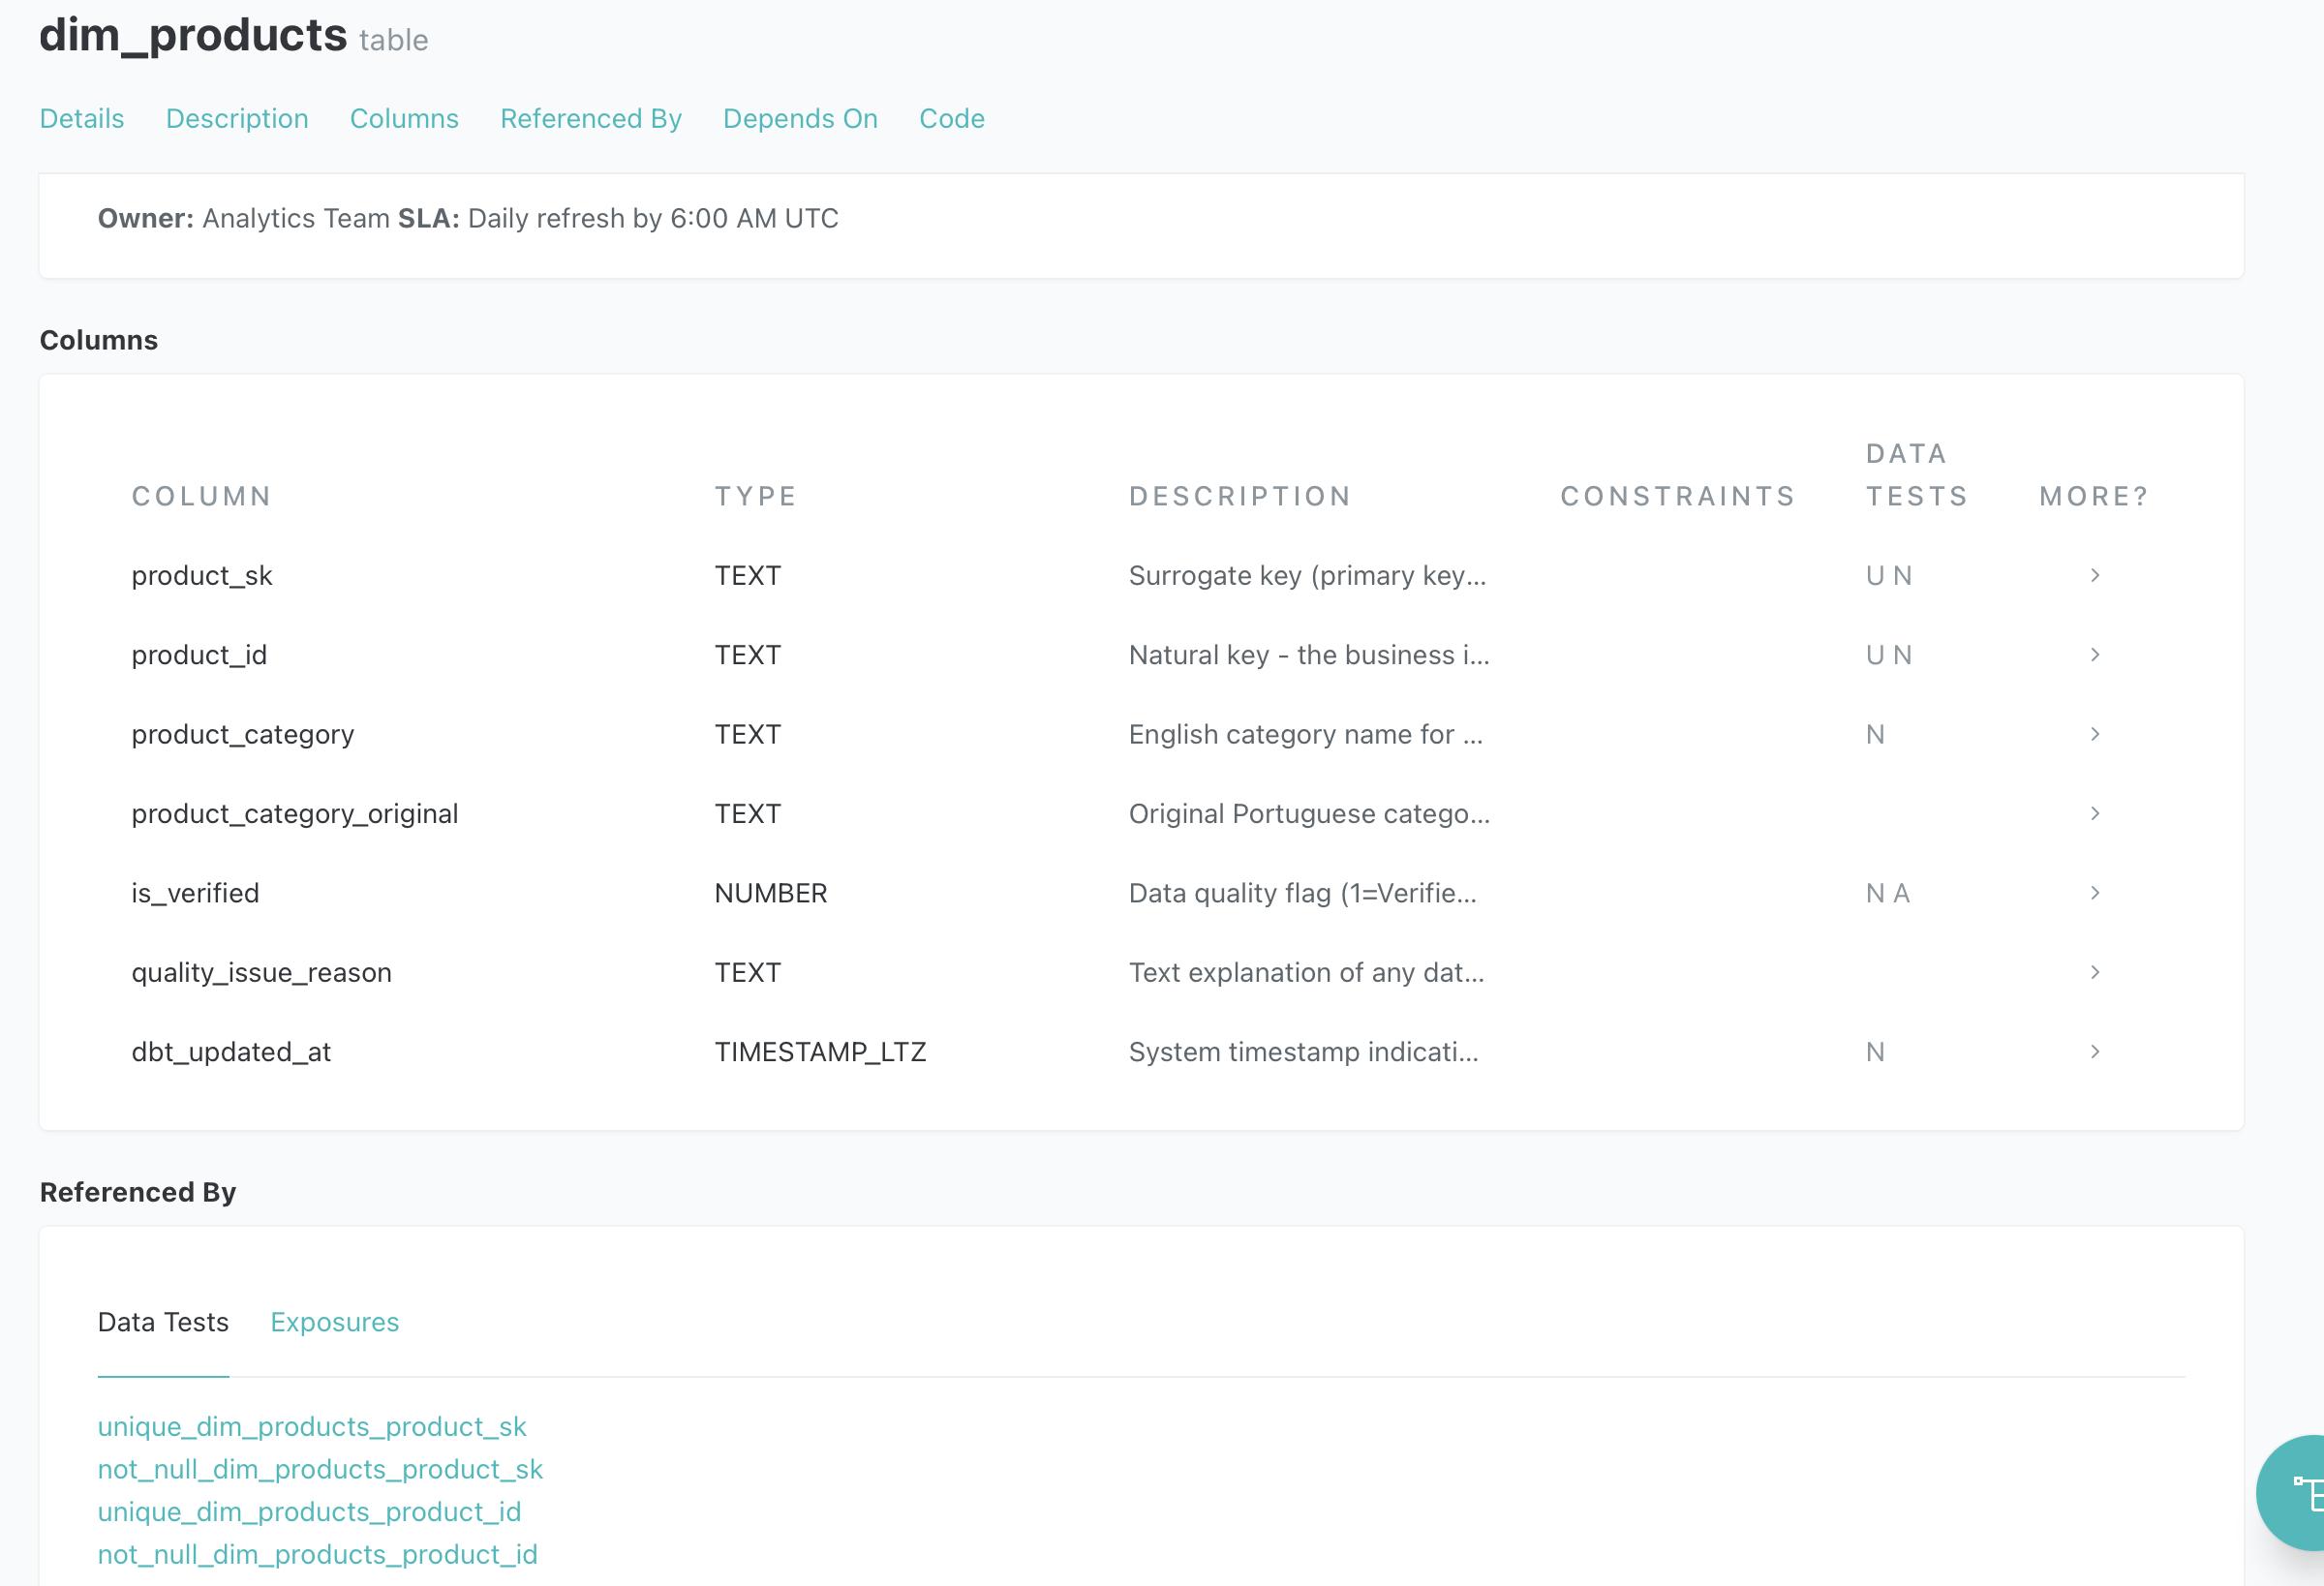 dim_products table
Details Description Columns Referenced By Depends On Code
Owner: Analytics Team SLA: Daily refresh by 6:00 AM UTC
Columns
COLUMN TYPE DESCRIPTION CONSTRAINTS DATA TESTS MORE?
product_sk TEXT Surrogate key (primary key... U N
product_id TEXT Natural key - the business i... U N
product_category TEXT English category name for ... N
product_category_original TEXT Original Portuguese catego...
is_verified NUMBER Data quality flag (1=Verifie... N A
quality_issue_reason TEXT Text explanation of any dat...
dbt_updated_at TIMESTAMP_LTZ System timestamp indicati... N
Referenced By
Data Tests Exposures
unique_dim_products_product_sk
not_null_dim_products_product_sk
unique_dim_products_product_id
not_null_dim_products_product_id